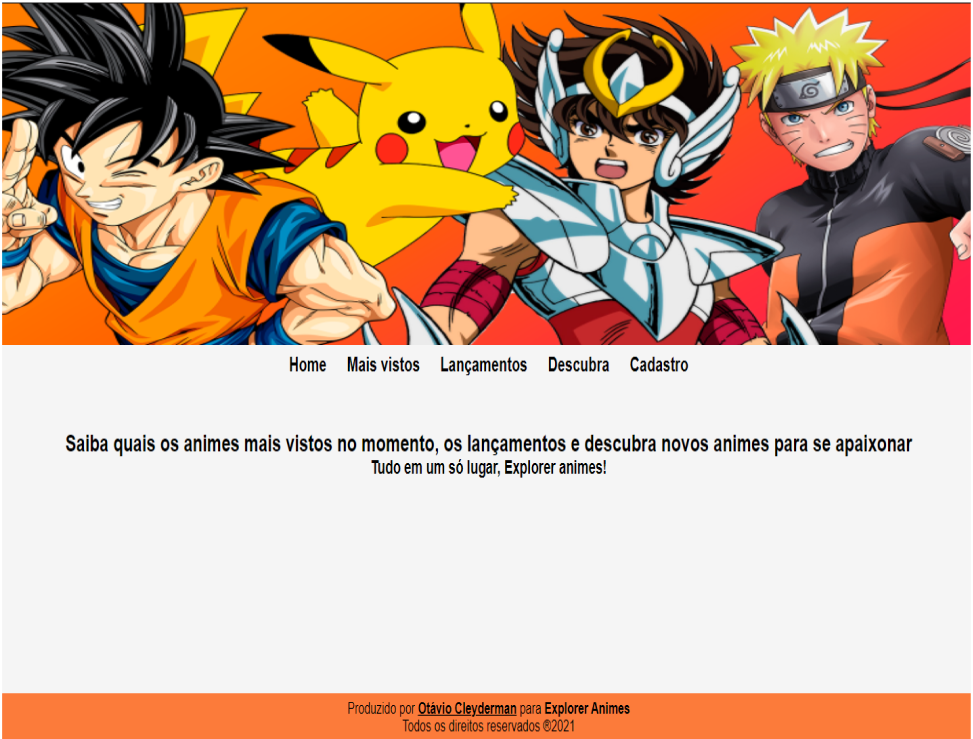 Home Mais vistos Lançamentos Descubra Cadastro
Saiba quais os animes mais vistos no momento, os lançamentos e descubra novos animes para se apaixonar
Tudo em um só lugar, Explorer animes!
Produzido por Otávio Cleyderman para Explorer Animes
Todos os direitos reservados ®2021